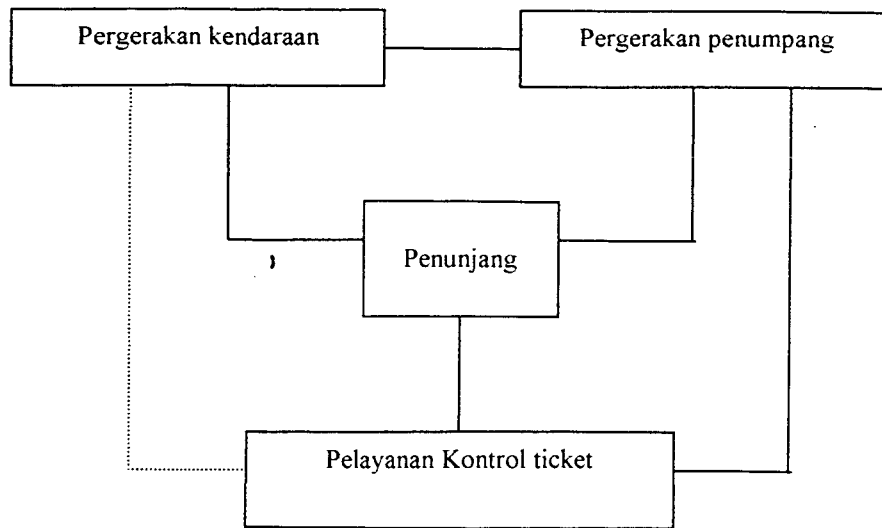 Pergerakan kendaraan
Pergerakan penumpang
Penunjang
Pelayanan Kontrol ticket